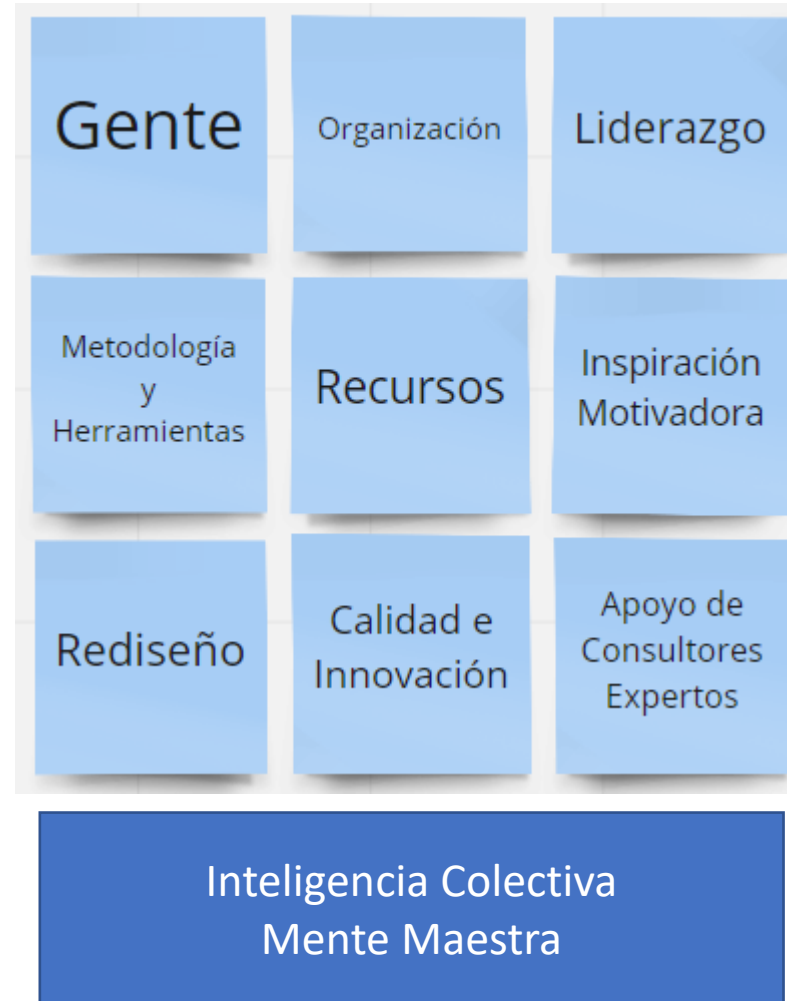 Gente
Organización
Liderazgo
Metodología
y
Herramientas
Recursos
Inspiración
Motivadora
Rediseño
Calidad e
Innovación
Apoyo de
Consultores
Expertos
Inteligencia Colectiva
Mente Maestra